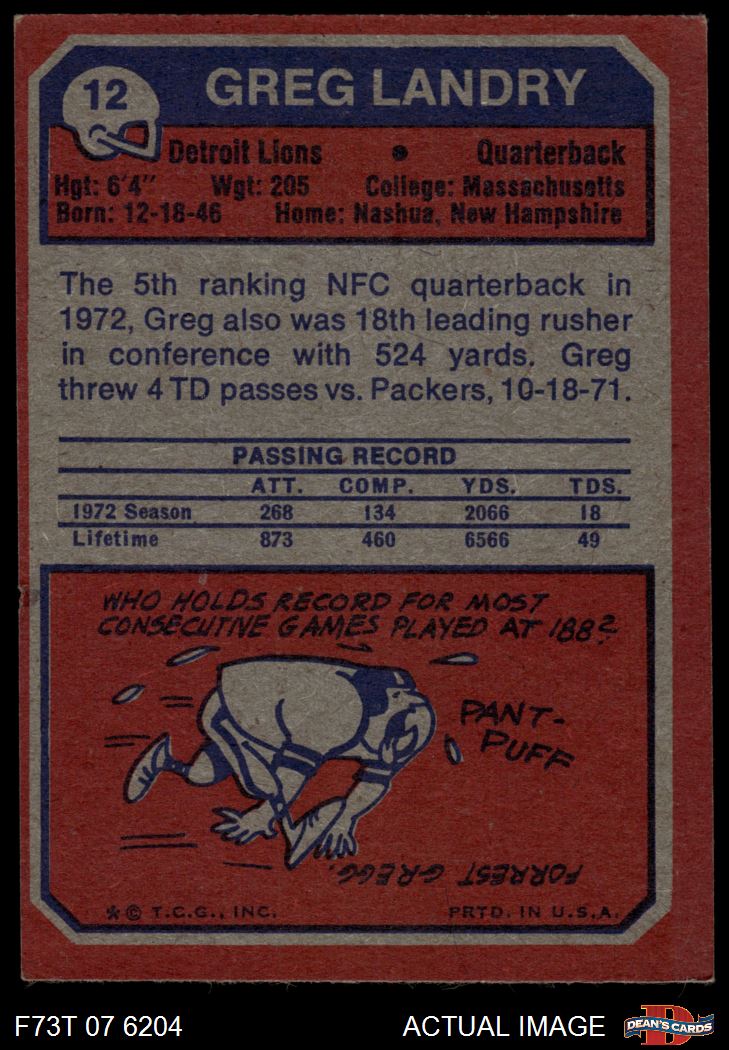 12
GREG LANDRY
Detroit Lions • Quarterback
Hgt: 6'4" Wgt: 205 College: Massachusetts
Born: 12-18-46 Home: Nashua, New Hampshire
The 5th ranking NFC quarterback in
1972, Greg also was 18th leading rusher
in conference with 524 yards. Greg
threw 4 TD passes vs. Packers, 10-18-71.
PASSING RECORD
ATT. COMP. YDS. TDS.
1972 Season 268 134 2066 18
Lifetime 873 460 6566 49
WHO HOLDS RECORD FOR MOST
CONSECUTIVE GAMES PLAYED AT 188?
PANT-
PUFF
FORREST GREGG.
* © T.C.G., INC. PRTD. IN U.S.A.
F73T 07 6204 ACTUAL IMAGE
D
DEAN'S CARDS